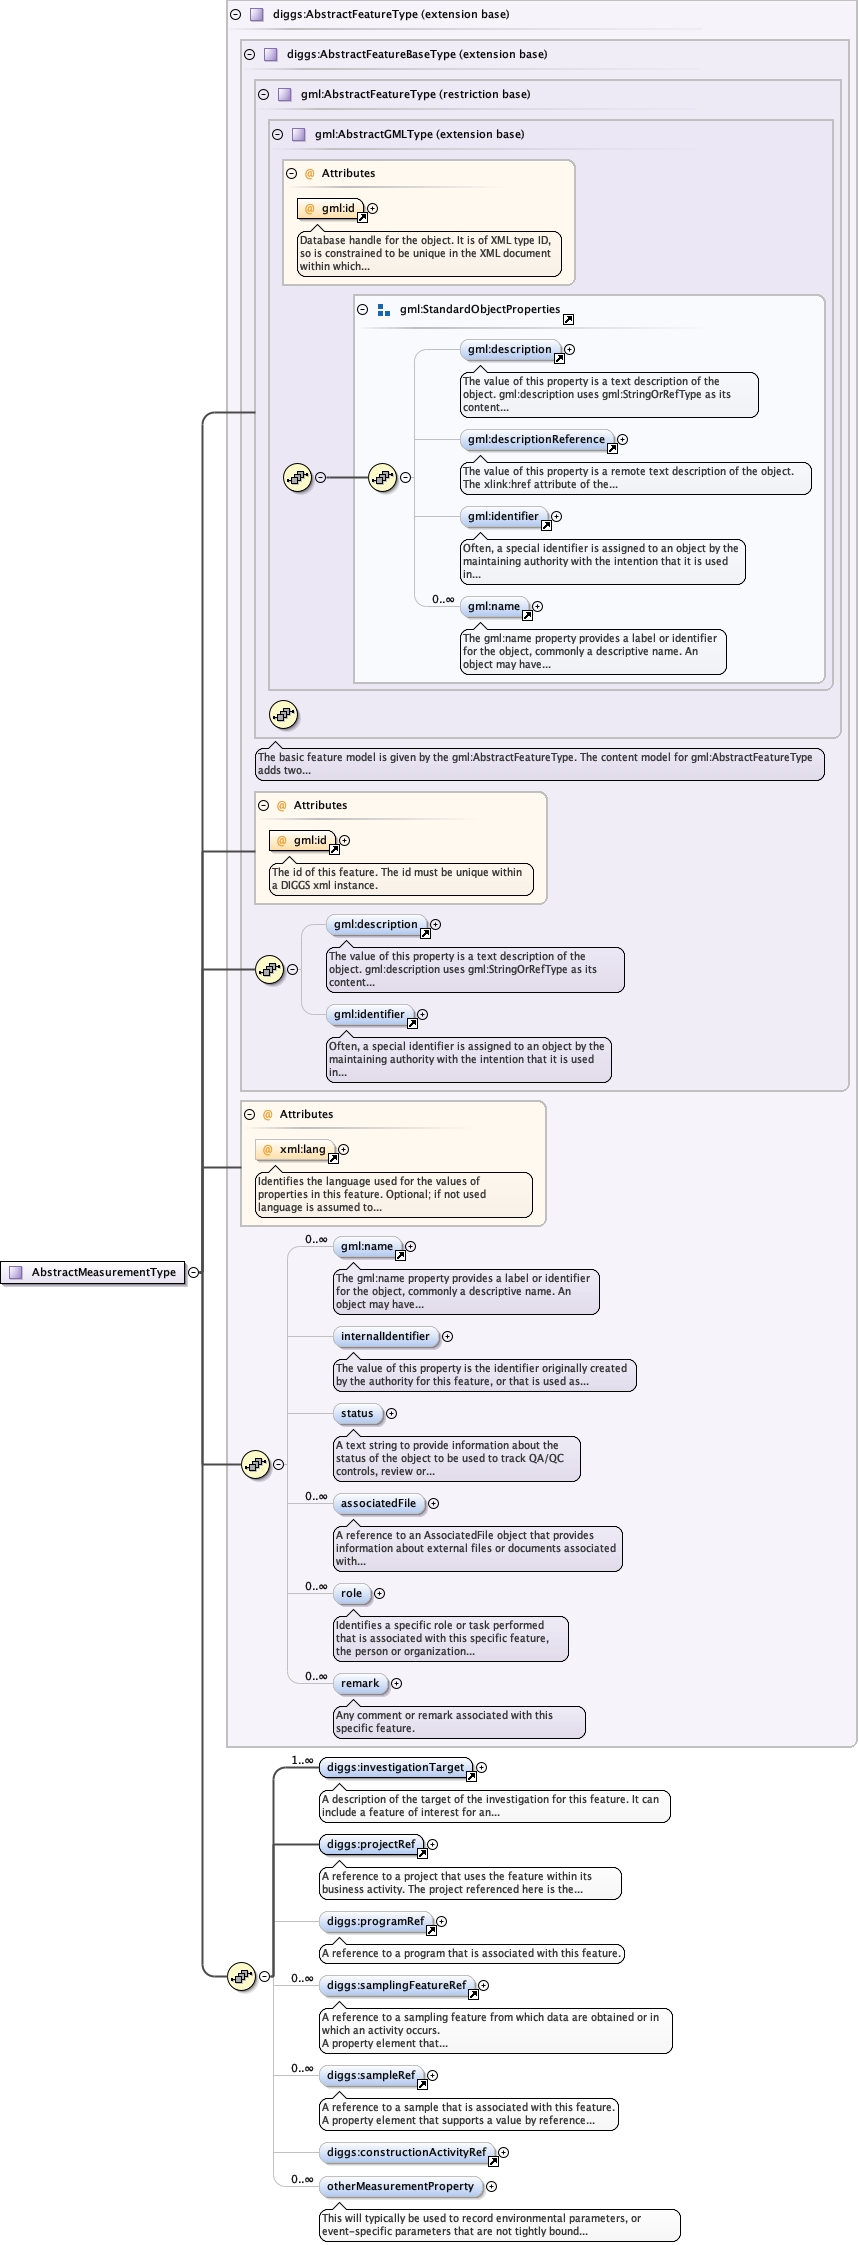 diggs:AbstractFeatureType (extension base)
diggs:AbstractFeatureBaseType (extension base)
gml:AbstractFeatureType (restriction base)
gml:AbstractGMLType (extension base)
@ Attributes
@ gml:id
Database handle for the object. It is of XML type ID,
so is constrained to be unique in the XML document
within which...
gml:StandardObjectProperties
gml:description
The value of this property is a text description of the
object. gml:description uses gml:StringOrRefType as its
content...
gml:descriptionReference
The value of this property is a remote text description of the object.
The xlink:href attribute of the...
gml:identifier
Often, a special identifier is assigned to an object by the
maintaining authority with the intention that it is used
in...
0..∞
gml:name
The gml:name property provides a label or identifier
for the object, commonly a descriptive name. An
object may have...
The basic feature model is given by the gml:AbstractFeatureType. The content model for gml:AbstractFeatureType
adds two...
@ Attributes
@ gml:id
The id of this feature. The id must be unique within
a DIGGS xml instance.
gml:description
The value of this property is a text description of the
object. gml:description uses gml:StringOrRefType as its
content...
gml:identifier
Often, a special identifier is assigned to an object by the
maintaining authority with the intention that it is used
in...
@ Attributes
@ xml:lang
Identifies the language used for the values of
properties in this feature. Optional; if not used
language is assumed to...
AbstractMeasurementType
0..∞
gml:name
The gml:name property provides a label or identifier
for the object, commonly a descriptive name. An
object may have...
internalIdentifier
The value of this property is the identifier originally created
by the authority for this feature, or that is used as...
status
A text string to provide information about the
status of the object to be used to track QA/QC
controls, review or...
0..∞
associatedFile
A reference to an AssociatedFile object that provides
information about external files or documents associated
with...
0..∞
role
Identifies a specific role or task performed
that is associated with this specific feature,
the person or organization...
0..∞
remark
Any comment or remark associated with this
specific feature.
1..∞
diggs:investigationTarget
A description of the target of the investigation for this feature. It can
include a feature of interest for an...
diggs:projectRef
A reference to a project that uses the feature within its
business activity. The project referenced here is the...
diggs:programRef
A reference to a program that is associated with this feature.
0..∞
diggs:samplingFeatureRef
A reference to a sampling feature from which data are obtained or in
which an activity occurs.
A property element that...
0..∞
diggs:sampleRef
A reference to a sample that is associated with this feature.
A property element that supports a value by reference...
diggs:constructionActivityRef
0..∞
otherMeasurementProperty
This will typically be used to record environmental parameters, or
event-specific parameters that are not tightly bound...